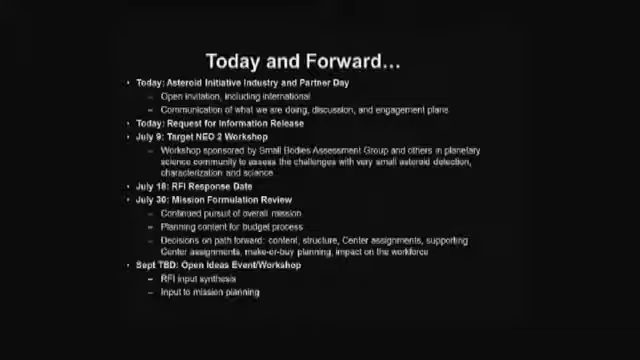 Today and Forward…
• Today: Asteroid Initiative Industry and Partner Day
– Open invitation, including international
– Communication of what we are doing, discussion, and engagement plans
• Today: Request for Information Release
• July 9: Target NEO 2 Workshop
– Workshop sponsored by Small Bodies Assessment Group and others in planetary
science community to assess the challenges with very small asteroid detection,
characterization and science
• July 18: RFI Response Date
• July 30: Mission Formulation Review
– Continued pursuit of overall mission
– Planning content for budget process
– Decisions on path forward: content, structure, Center assignments, supporting
Center assignments, make-or-buy planning, impact on the workforce
• Sept TBD: Open Ideas Event/Workshop
– RFI input synthesis
– Input to mission planning